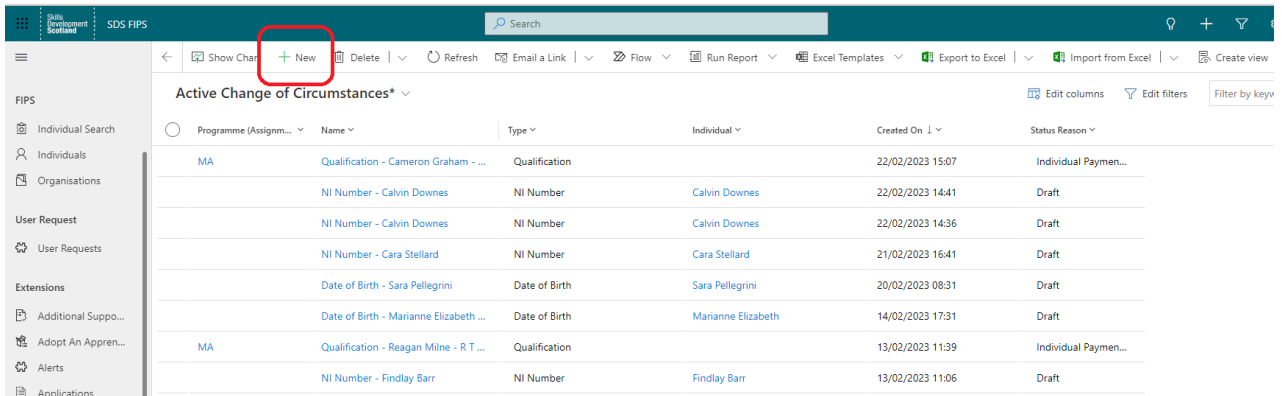 Skills
Development
Scotland
SDS FIPS
Search
Show Char
New
Delete
Refresh
Email a Link
Flow
Run Report
Excel Templates
Export to Excel
Import from Excel
Create view
Active Change of Circumstances*
Edit columns
Edit filters
Filter by keyw
FIPS
Individual Search
Individuals
Organisations
User Request
User Requests
Extensions
Additional Suppo...
Adopt An Appren...
Alerts
Applications
Programme (Assignm... Name Type Individual Created On ↓ Status Reason
MA Qualification - Cameron Graham - ... Qualification 22/02/2023 15:07 Individual Paymen...
NI Number - Calvin Downes NI Number Calvin Downes 22/02/2023 14:41 Draft
NI Number - Calvin Downes NI Number Calvin Downes 22/02/2023 14:36 Draft
NI Number - Cara Stellard NI Number Cara Stellard 21/02/2023 16:41 Draft
Date of Birth - Sara Pellegrini Date of Birth Sara Pellegrini 20/02/2023 08:31 Draft
Date of Birth - Marianne Elizabeth ... Date of Birth Marianne Elizabeth 14/02/2023 17:31 Draft
MA Qualification - Reagan Milne - R T ... Qualification 13/02/2023 11:39 Individual Paymen...
NI Number - Findlay Barr NI Number Findlay Barr 13/02/2023 11:06 Draft